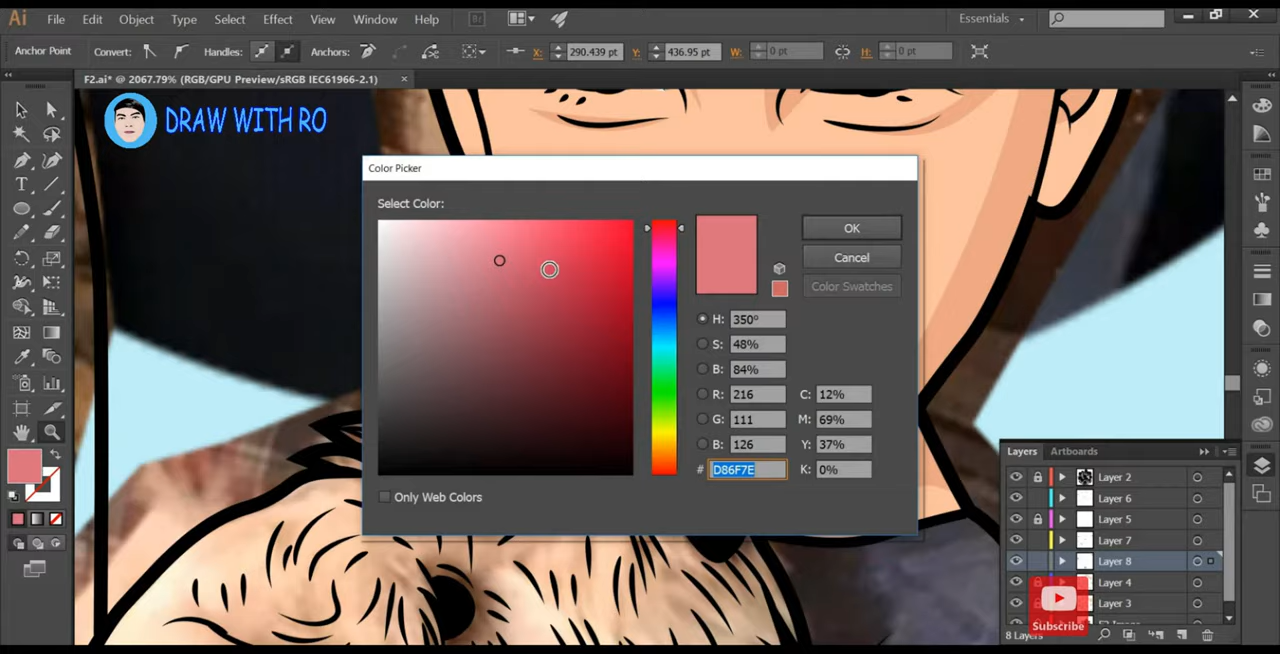 Ai File Edit Object Type Select Effect View Window Help Br Essentials
Anchor Point Convert: Handles: Anchors: X: 290.439 pt Y: 436.95 pt W: 0 pt H: 0 pt
F2.ai* @ 2067.79% (RGB/GPU Preview/sRGB IEC61966-2.1) ×
DRAW WITH RO
Color Picker
Select Color:
OK
Cancel
Color Swatches
H: 350°
S: 48%
B: 84%
R: 216 C: 12%
G: 111 M: 69%
B: 126 Y: 37%
# D86F7E K: 0%
Only Web Colors
Layers Artboards
Layer 2
Layer 6
Layer 5
Layer 7
Layer 8
Layer 4
Layer 3
Subscribe
8 Layers